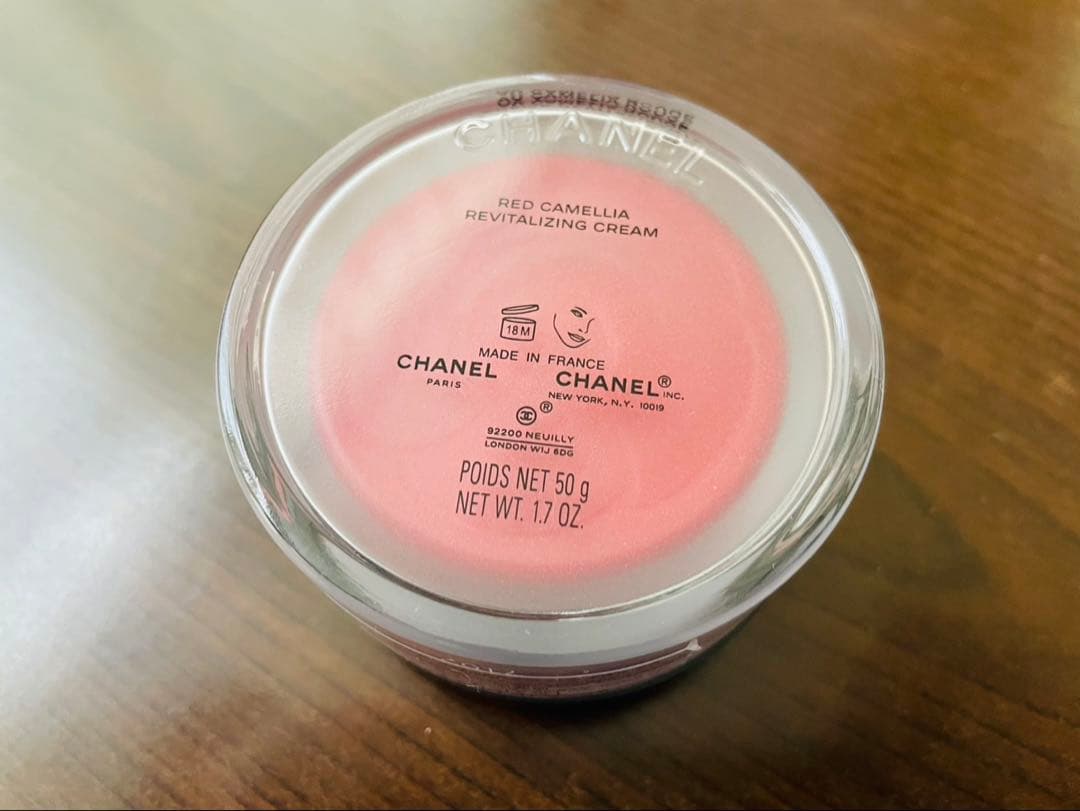 CHANEL
RED CAMELLIA
REVITALIZING CREAM
18 M
MADE IN FRANCE
CHANEL
PARIS
CHANEL® INC.
NEW YORK, N.Y. 10019
®
92200 NEUILLY
LONDON W1J 6DG
POIDS NET 50 g
NET WT. 1.7 OZ.